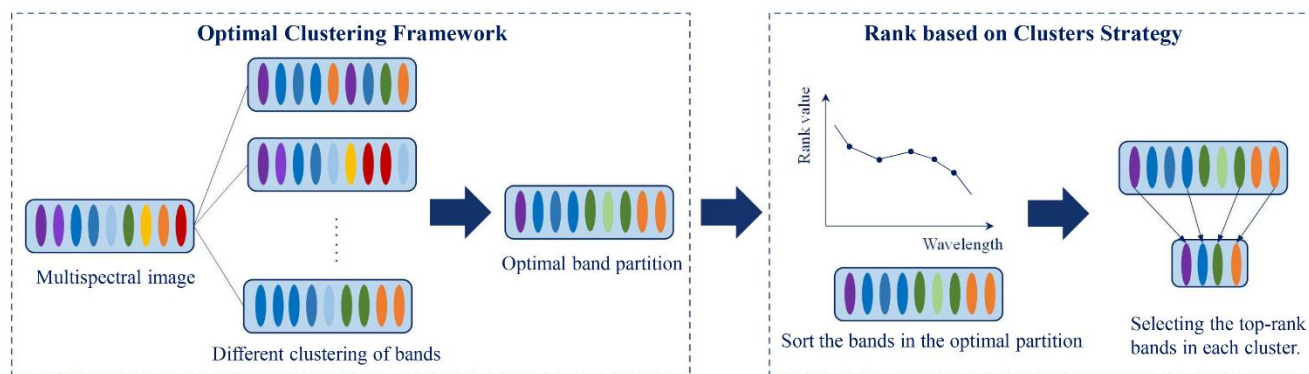 Optimal Clustering Framework
Multispectral image
Different clustering of bands
Optimal band partition
Rank based on Clusters Strategy
Rank value
Wavelength
Sort the bands in the optimal partition
Selecting the top-rank
bands in each cluster.